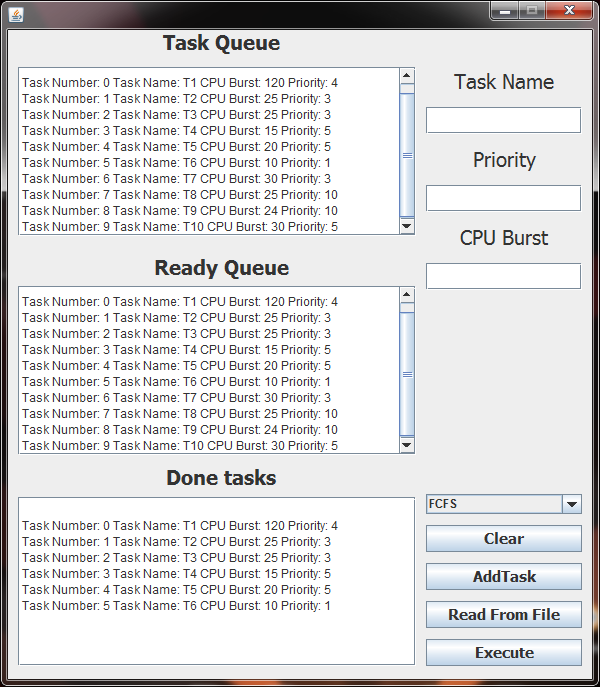 Task Queue
Task Number: 0 Task Name: T1 CPU Burst: 120 Priority: 4
Task Number: 1 Task Name: T2 CPU Burst: 25 Priority: 3
Task Number: 2 Task Name: T3 CPU Burst: 25 Priority: 3
Task Number: 3 Task Name: T4 CPU Burst: 15 Priority: 5
Task Number: 4 Task Name: T5 CPU Burst: 20 Priority: 5
Task Number: 5 Task Name: T6 CPU Burst: 10 Priority: 1
Task Number: 6 Task Name: T7 CPU Burst: 30 Priority: 3
Task Number: 7 Task Name: T8 CPU Burst: 25 Priority: 10
Task Number: 8 Task Name: T9 CPU Burst: 24 Priority: 10
Task Number: 9 Task Name: T10 CPU Burst: 30 Priority: 5
Ready Queue
Task Number: 0 Task Name: T1 CPU Burst: 120 Priority: 4
Task Number: 1 Task Name: T2 CPU Burst: 25 Priority: 3
Task Number: 2 Task Name: T3 CPU Burst: 25 Priority: 3
Task Number: 3 Task Name: T4 CPU Burst: 15 Priority: 5
Task Number: 4 Task Name: T5 CPU Burst: 20 Priority: 5
Task Number: 5 Task Name: T6 CPU Burst: 10 Priority: 1
Task Number: 6 Task Name: T7 CPU Burst: 30 Priority: 3
Task Number: 7 Task Name: T8 CPU Burst: 25 Priority: 10
Task Number: 8 Task Name: T9 CPU Burst: 24 Priority: 10
Task Number: 9 Task Name: T10 CPU Burst: 30 Priority: 5
Done tasks
Task Number: 0 Task Name: T1 CPU Burst: 120 Priority: 4
Task Number: 1 Task Name: T2 CPU Burst: 25 Priority: 3
Task Number: 2 Task Name: T3 CPU Burst: 25 Priority: 3
Task Number: 3 Task Name: T4 CPU Burst: 15 Priority: 5
Task Number: 4 Task Name: T5 CPU Burst: 20 Priority: 5
Task Number: 5 Task Name: T6 CPU Burst: 10 Priority: 1
Task Name
Priority
CPU Burst
FCFS
Clear
AddTask
Read From File
Execute